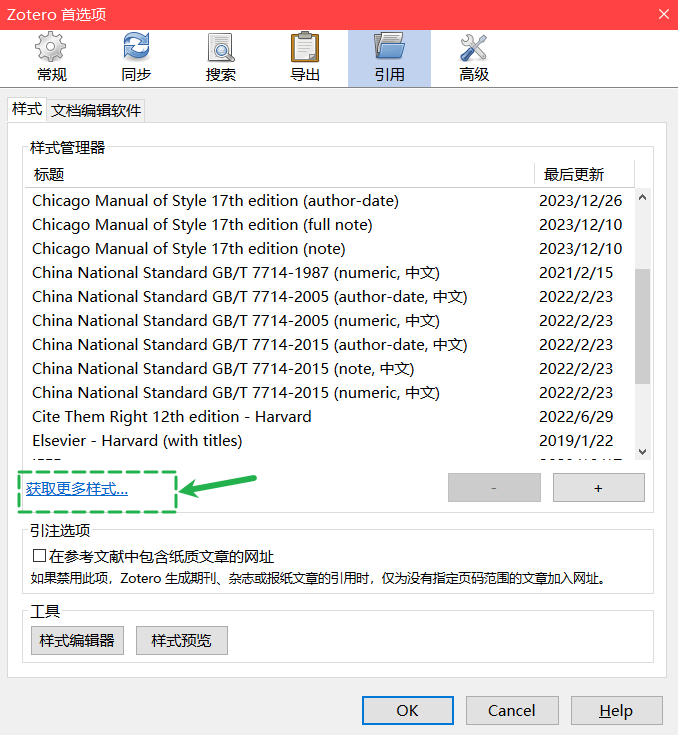 Zotero 首选项
常规 同步 搜索 导出 引用 高级
样式 文档编辑软件
样式管理器
标题 最后更新
Chicago Manual of Style 17th edition (author-date) 2023/12/26
Chicago Manual of Style 17th edition (full note) 2023/12/10
Chicago Manual of Style 17th edition (note) 2023/12/10
China National Standard GB/T 7714-1987 (numeric, 中文) 2021/2/15
China National Standard GB/T 7714-2005 (author-date, 中文) 2022/2/23
China National Standard GB/T 7714-2005 (numeric, 中文) 2022/2/23
China National Standard GB/T 7714-2015 (author-date, 中文) 2022/2/23
China National Standard GB/T 7714-2015 (note, 中文) 2022/2/23
China National Standard GB/T 7714-2015 (numeric, 中文) 2022/2/23
Cite Them Right 12th edition - Harvard 2022/6/29
Elsevier - Harvard (with titles) 2019/1/22
获取更多样式... - +
引注选项
在参考文献中包含纸质文章的网址
如果禁用此项，Zotero 生成期刊、杂志或报纸文章的引用时，仅为没有指定页码范围的文章加入网址。
工具
样式编辑器 样式预览
OK Cancel Help